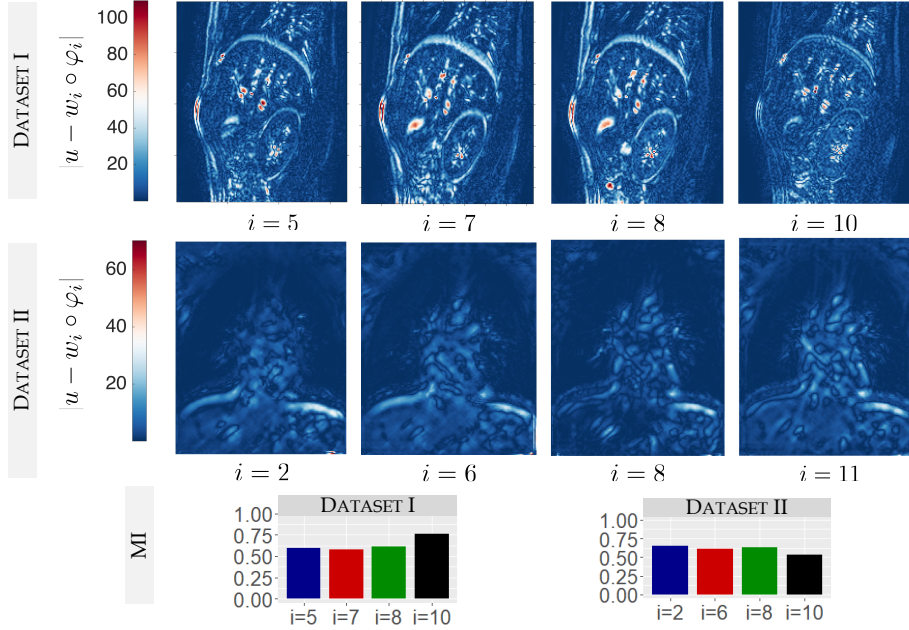 DATASET I
|u − w_i ∘ φ_i|
100
80
60
40
20
i = 5
i = 7
i = 8
i = 10
DATASET II
|u − w_i ∘ φ_i|
60
40
20
i = 2
i = 6
i = 8
i = 11
MI
DATASET I
1.00
0.75
0.50
0.25
0.00
i=5
i=7
i=8
i=10
DATASET II
1.00
0.75
0.50
0.25
0.00
i=2
i=6
i=8
i=10